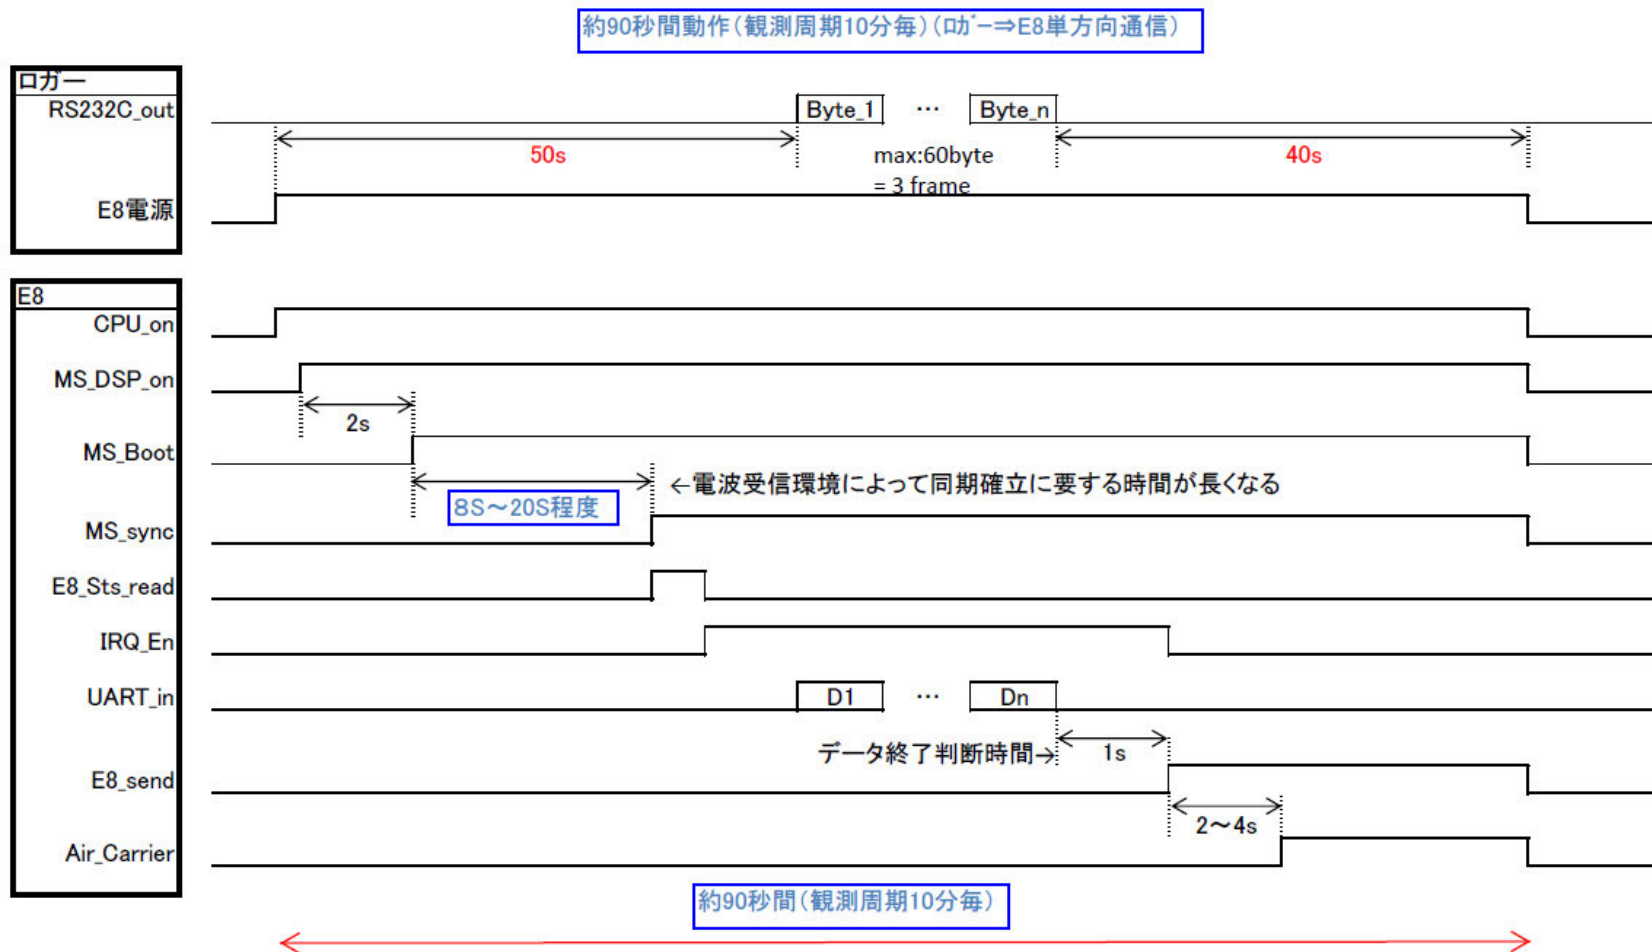 約90秒間動作(観測周期10分毎)(ﾛｶﾞｰ⇒E8単方向通信)
ロガー
RS232C_out
Byte_1 … Byte_n
50s
max:60byte
= 3 frame
40s
E8電源
E8
CPU_on
MS_DSP_on
2s
MS_Boot
←電波受信環境によって同期確立に要する時間が長くなる
8S～20S程度
MS_sync
E8_Sts_read
IRQ_En
UART_in
D1 … Dn
データ終了判断時間→
1s
E8_send
2～4s
Air_Carrier
約90秒間(観測周期10分毎)